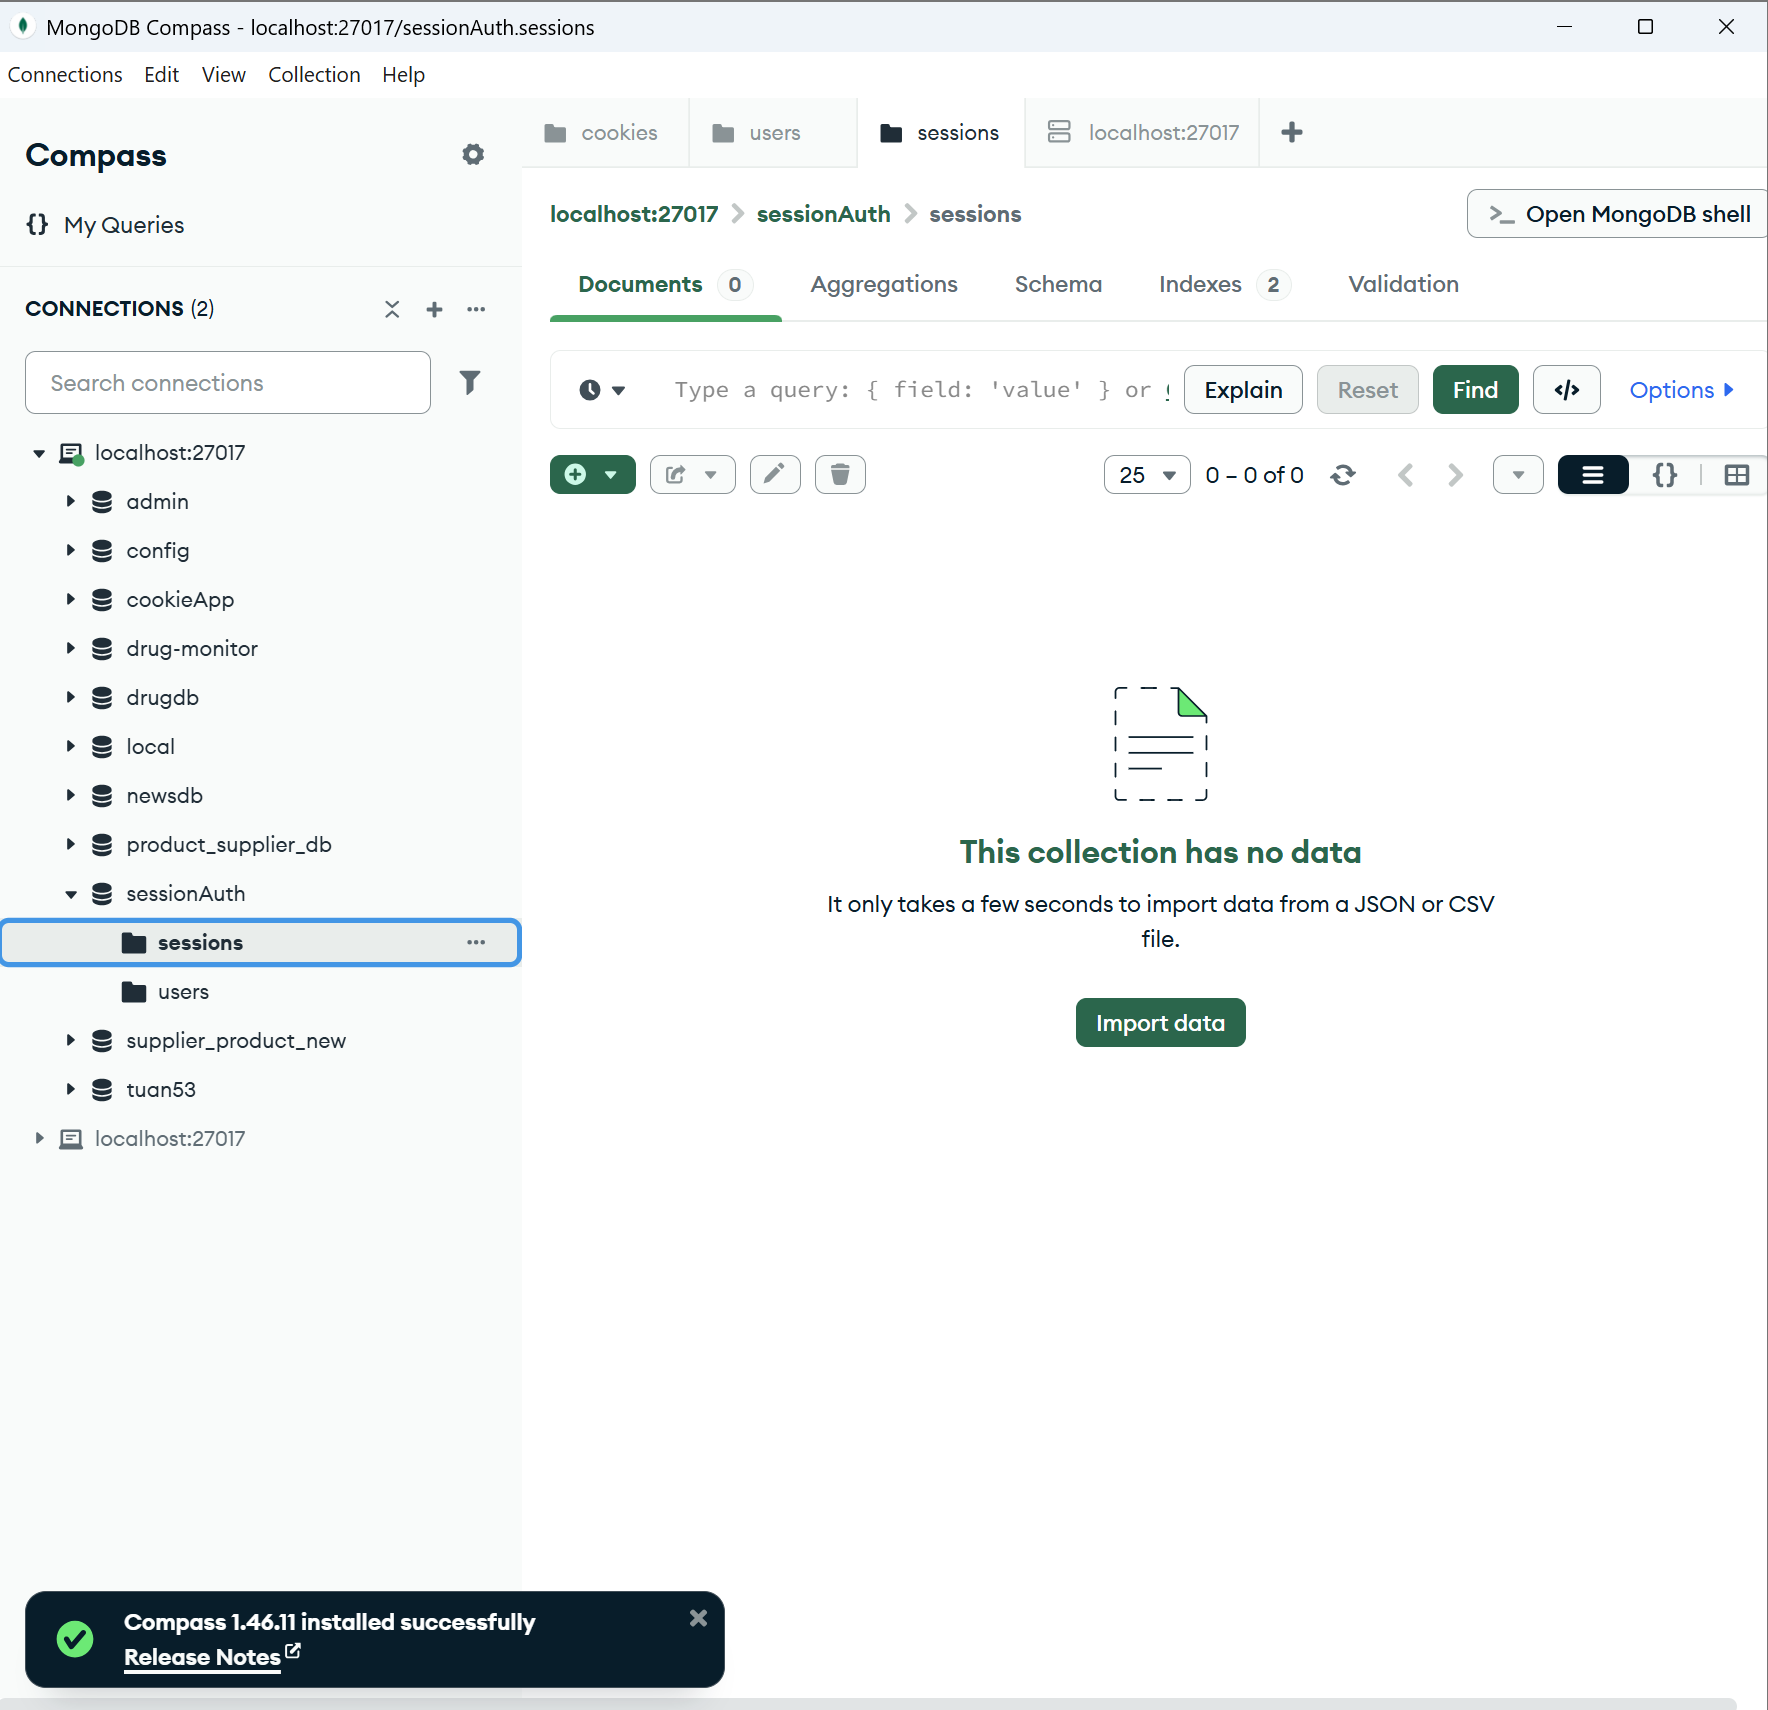 MongoDB Compass - localhost:27017/sessionAuth.sessions
Connections Edit View Collection Help
Compass
My Queries
CONNECTIONS (2)
Search connections
localhost:27017
admin
config
cookieApp
drug-monitor
drugdb
local
newsdb
product_supplier_db
sessionAuth
sessions
users
supplier_product_new
tuan53
localhost:27017
cookies users sessions localhost:27017
localhost:27017 sessionAuth sessions
Open MongoDB shell
Documents 0 Aggregations Schema Indexes 2 Validation
Type a query: { field: 'value' } or
Explain Reset Find </> Options
25 0 – 0 of 0 {}
This collection has no data
It only takes a few seconds to import data from a JSON or CSV
file.
Import data
Compass 1.46.11 installed successfully
Release Notes